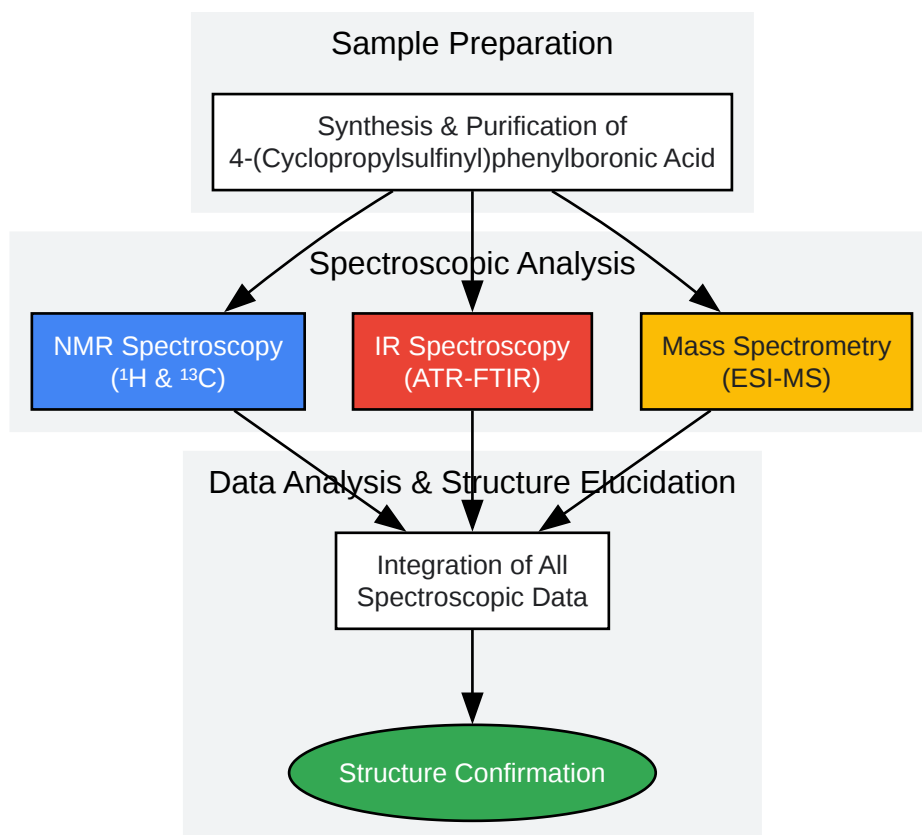 Sample Preparation
Synthesis & Purification of
4-(Cyclopropylsulfinyl)phenylboronic Acid
Spectroscopic Analysis
NMR Spectroscopy
(¹H & ¹³C)
IR Spectroscopy
(ATR-FTIR)
Mass Spectrometry
(ESI-MS)
Data Analysis & Structure Elucidation
Integration of All
Spectroscopic Data
Structure Confirmation